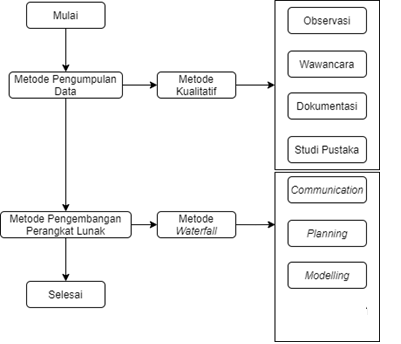 Mulai
Metode Pengumpulan
Data
Metode
Kualitatif
Observasi
Wawancara
Dokumentasi
Studi Pustaka
Metode Pengembangan
Perangkat Lunak
Metode
Waterfall
Communication
Planning
Modelling
Selesai